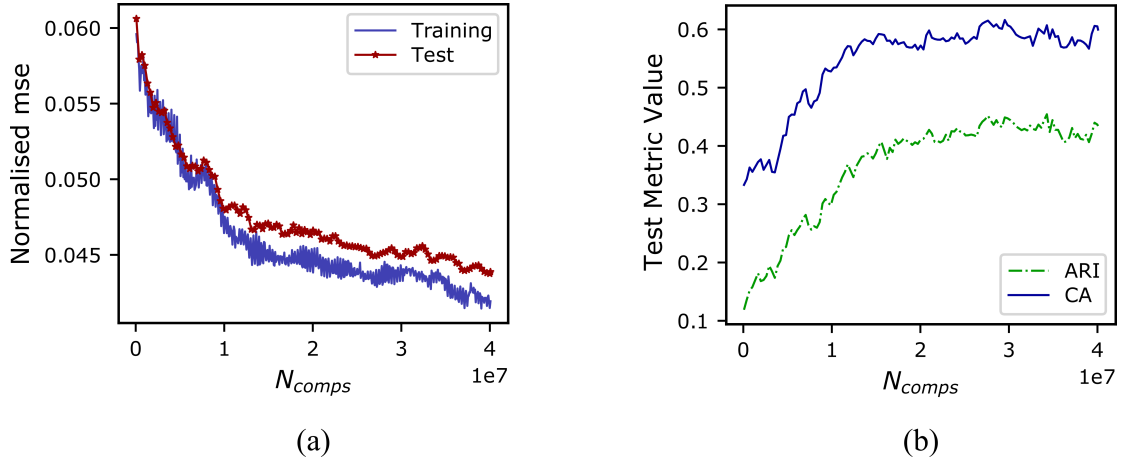 0.060
0.055
0.050
0.045
Normalised mse
Training
Test
0
1
2
3
4
1e7
N_comps
(a)
0.6
0.5
0.4
0.3
0.2
0.1
Test Metric Value
ARI
CA
0
1
2
3
4
1e7
N_comps
(b)